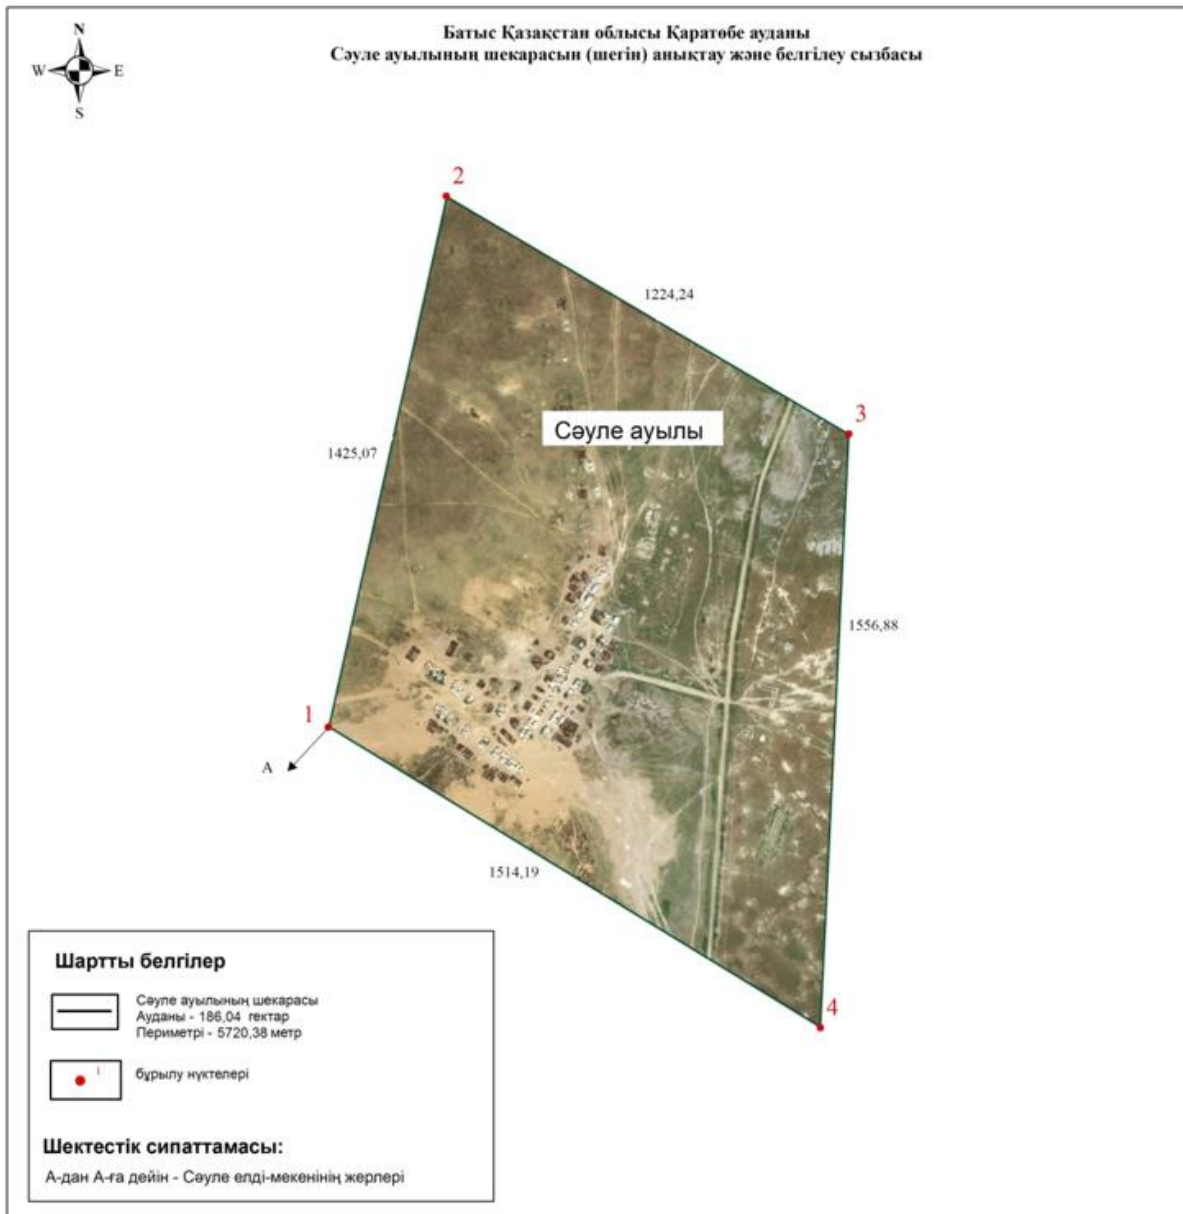 Батыс Қазақстан облысы Қаратөбе ауданы
Сәуле ауылының шекарасын (шегін) анықтау және белгілеу сызбасы
N
W E
S
2
1224,24
3
Сәуле ауылы
1425,07
1556,88
1
А
1514,19
4
Шартты белгілер
Сәуле ауылының шекарасы
Ауданы - 186,04 гектар
Периметрі - 5720,38 метр
1
бұрылу нүктелері
Шектестік сипаттамасы:
А-дан А-ға дейін - Сәуле елді-мекенінің жерлері